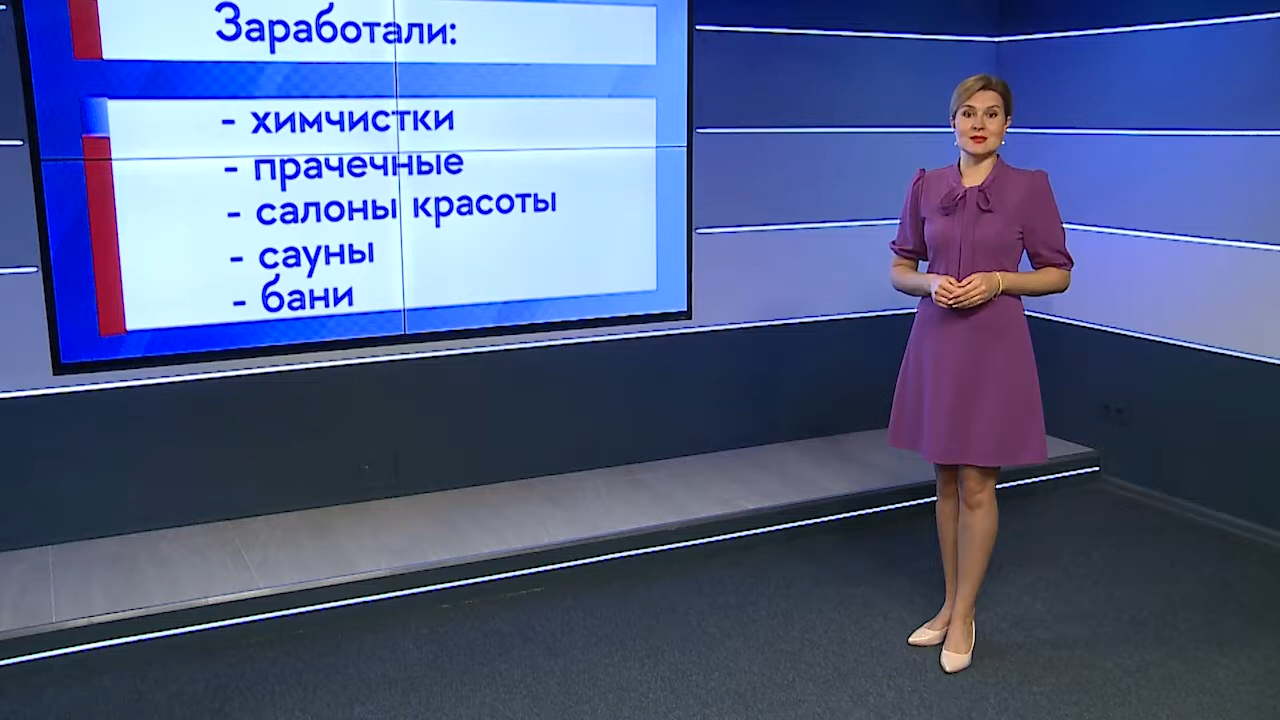 Заработали:
- химчистки
- прачечные
- салоны красоты
- сауны
- бани